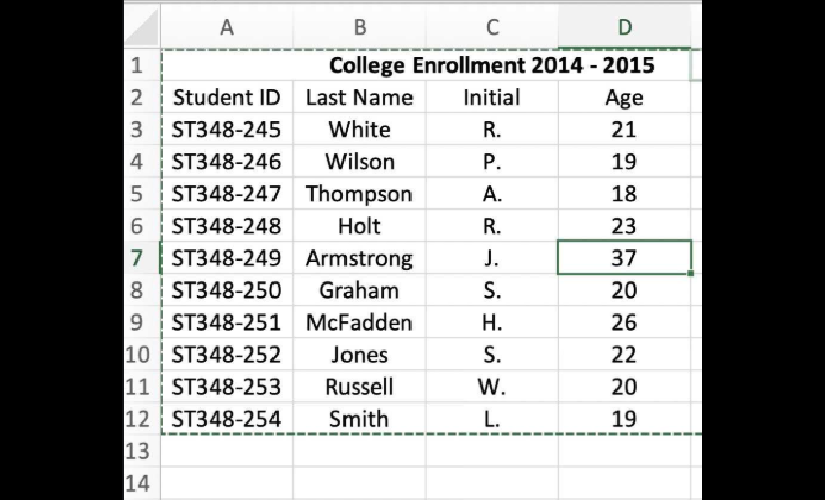 A B C D
1 College Enrollment 2014 - 2015
2 Student ID Last Name Initial Age
3 ST348-245 White R. 21
4 ST348-246 Wilson P. 19
5 ST348-247 Thompson A. 18
6 ST348-248 Holt R. 23
7 ST348-249 Armstrong J. 37
8 ST348-250 Graham S. 20
9 ST348-251 McFadden H. 26
10 ST348-252 Jones S. 22
11 ST348-253 Russell W. 20
12 ST348-254 Smith L. 19
13
14